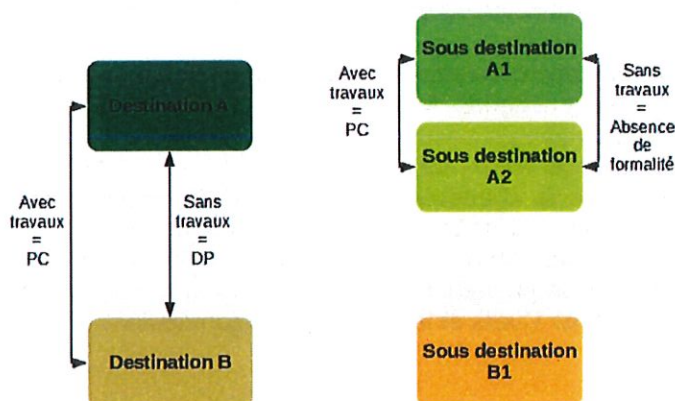 Destination A
Avec
travaux
=
PC
Sans
travaux
=
DP
Destination B
Sous destination
A1
Avec
travaux
=
PC
Sans
travaux
=
Absence
de
formalité
Sous destination
A2
Sous destination
B1